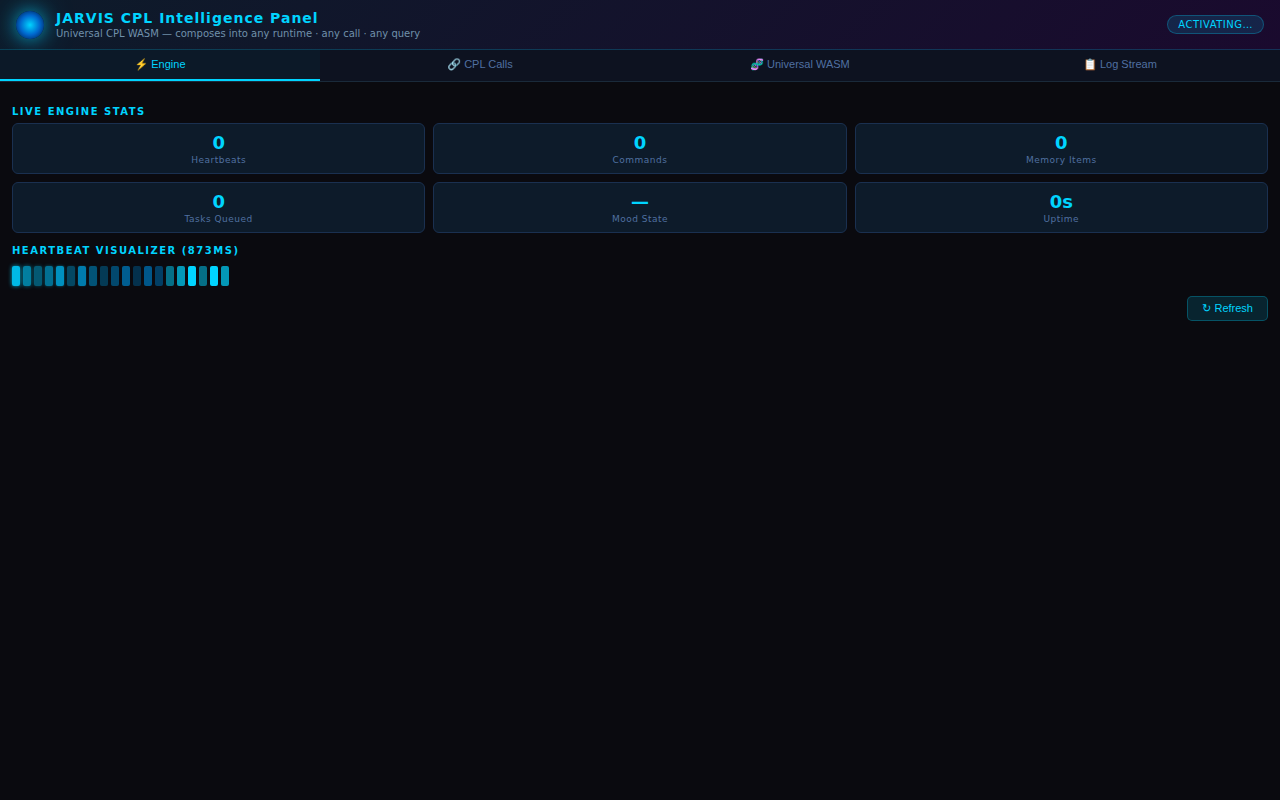 JARVIS CPL Intelligence Panel
Universal CPL WASM — composes into any runtime · any call · any query
ACTIVATING...
⚡ Engine
🔗 CPL Calls
🧬 Universal WASM
📋 Log Stream
LIVE ENGINE STATS
0
Heartbeats
0
Commands
0
Memory Items
0
Tasks Queued
—
Mood State
0s
Uptime
HEARTBEAT VISUALIZER (873MS)
↻ Refresh